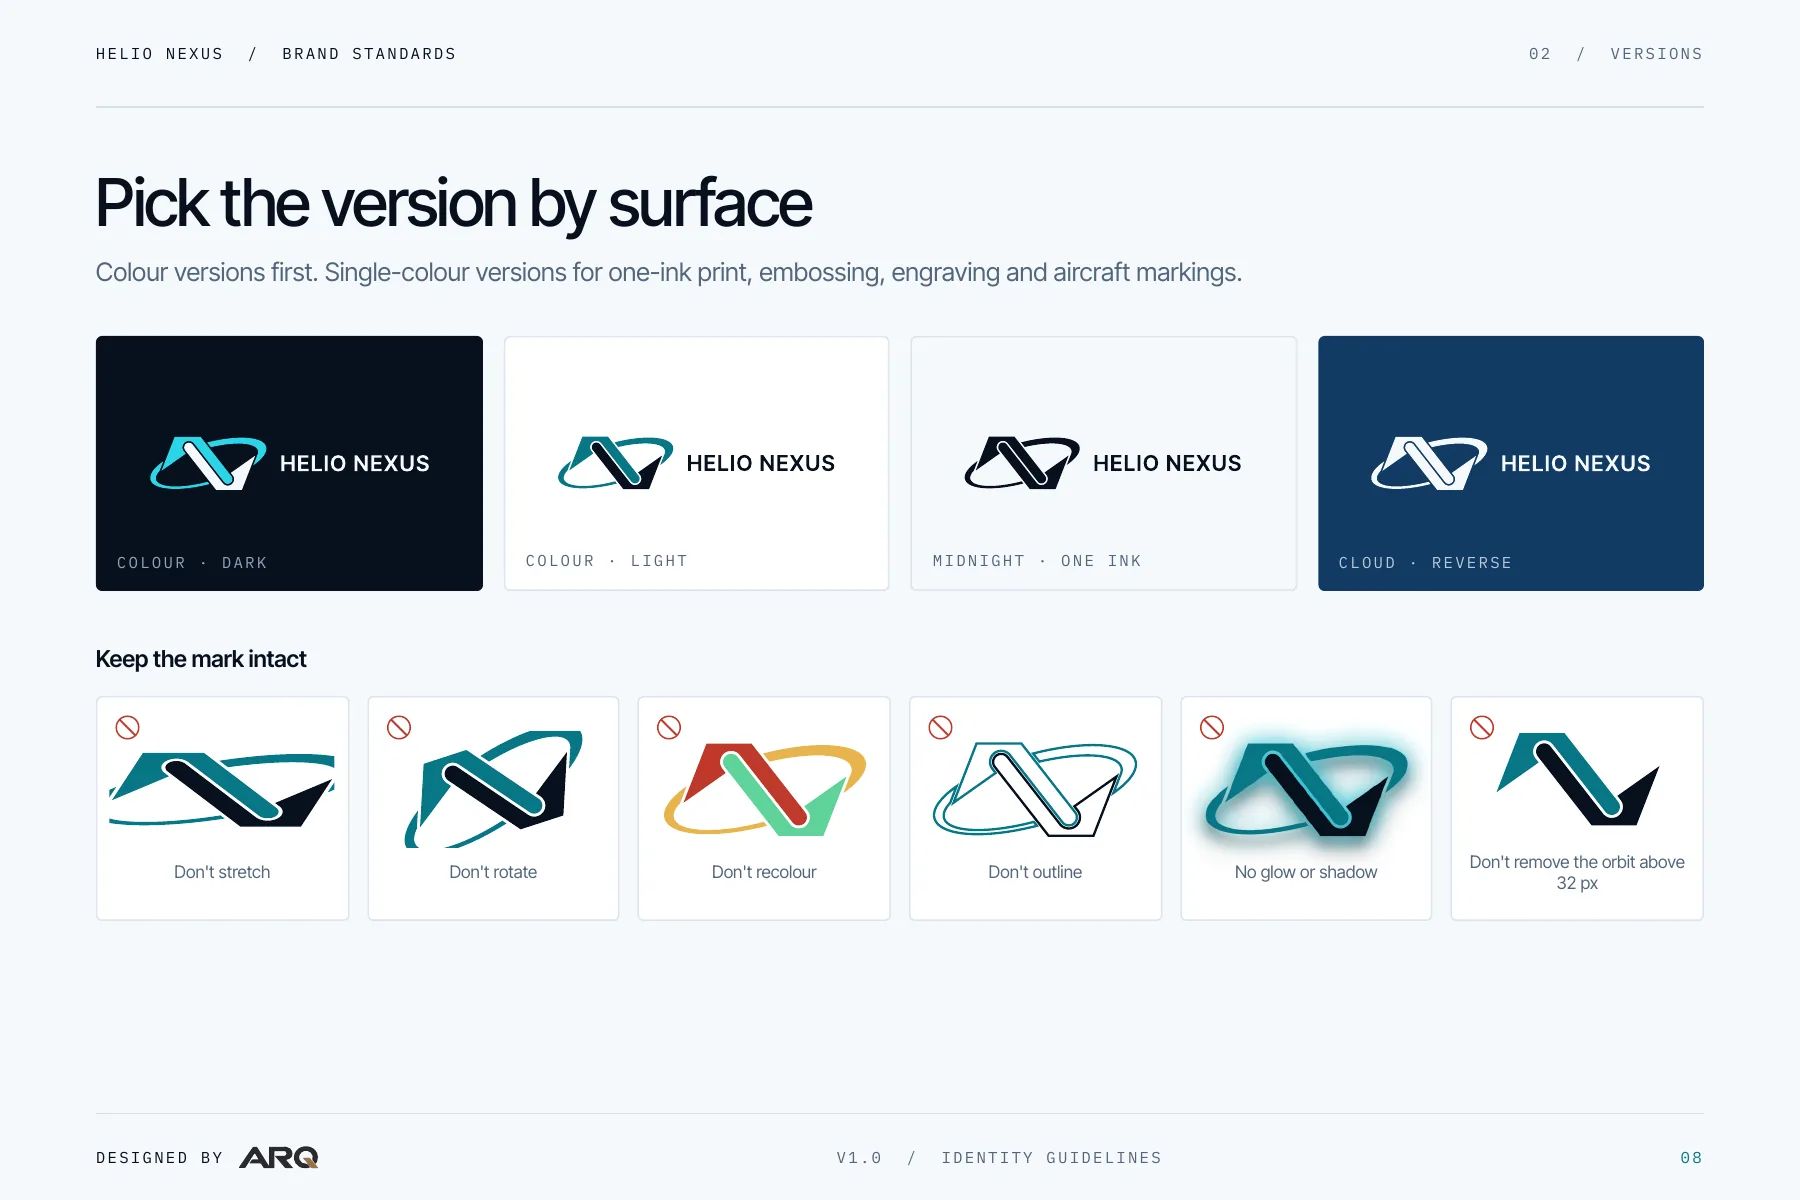 HELIO NEXUS / BRAND STANDARDS
02 / VERSIONS
Pick the version by surface
Colour versions first. Single-colour versions for one-ink print, embossing, engraving and aircraft markings.
HELIO NEXUS
COLOUR · DARK
HELIO NEXUS
COLOUR · LIGHT
HELIO NEXUS
MIDNIGHT · ONE INK
HELIO NEXUS
CLOUD · REVERSE
Keep the mark intact
Don't stretch
Don't rotate
Don't recolour
Don't outline
No glow or shadow
Don't remove the orbit above
32 px
DESIGNED BY ARQ
V1.0 / IDENTITY GUIDELINES
08